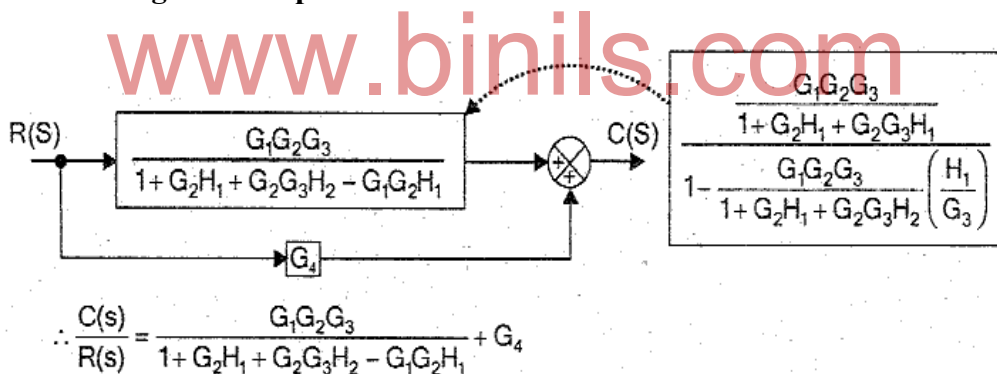 www.binils.com
R(S)
G₁G₂G₃
1+G₂H₁+G₂G₃H₂−G₁G₂H₁
+
+
C(S)
G₄
G₁G₂G₃
1+G₂H₁+G₂G₃H₁
1− G₁G₂G₃ / 1+G₂H₁+G₂G₃H₂ (H₁/G₃)
∴ C(s)/R(s) = G₁G₂G₃ / 1+G₂H₁+G₂G₃H₂−G₁G₂H₁ + G₄